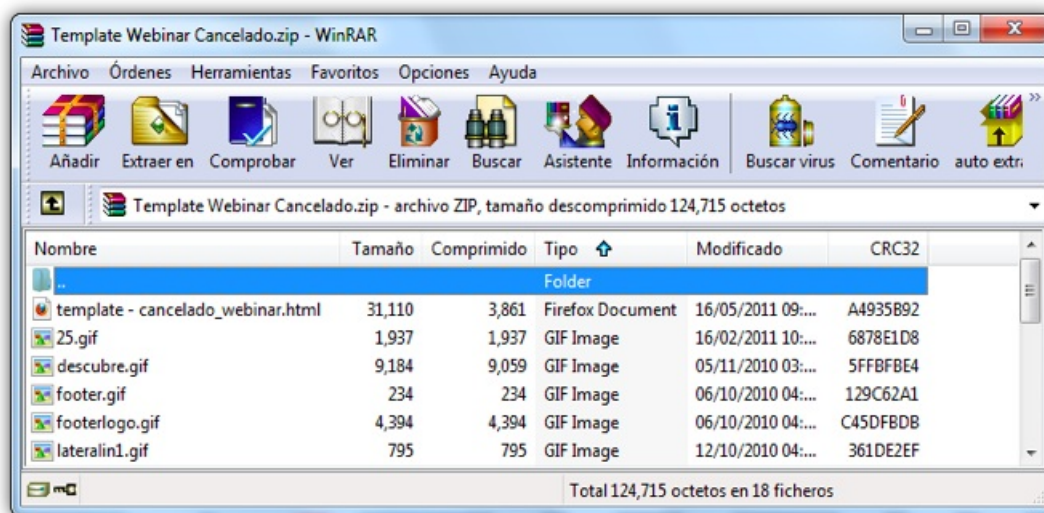 Template Webinar Cancelado.zip - WinRAR
Archivo Órdenes Herramientas Favoritos Opciones Ayuda
Añadir Extraer en Comprobar Ver Eliminar Buscar Asistente Información Buscar virus Comentario auto extr
Template Webinar Cancelado.zip - archivo ZIP, tamaño descomprimido 124,715 octetos
Nombre Tamaño Comprimido Tipo Modificado CRC32
.. Folder
template - cancelado_webinar.html 31,110 3,861 Firefox Document 16/05/2011 09:... A4935B92
25.gif 1,937 1,937 GIF Image 16/02/2011 10:... 6878E1D8
descubre.gif 9,184 9,059 GIF Image 05/11/2010 03:... 5FFBFBE4
footer.gif 234 234 GIF Image 06/10/2010 04:... 129C62A1
footerlogo.gif 4,394 4,394 GIF Image 06/10/2010 04:... C45DFBDB
lateralin1.gif 795 795 GIF Image 12/10/2010 04:... 361DE2EF
Total 124,715 octetos en 18 ficheros